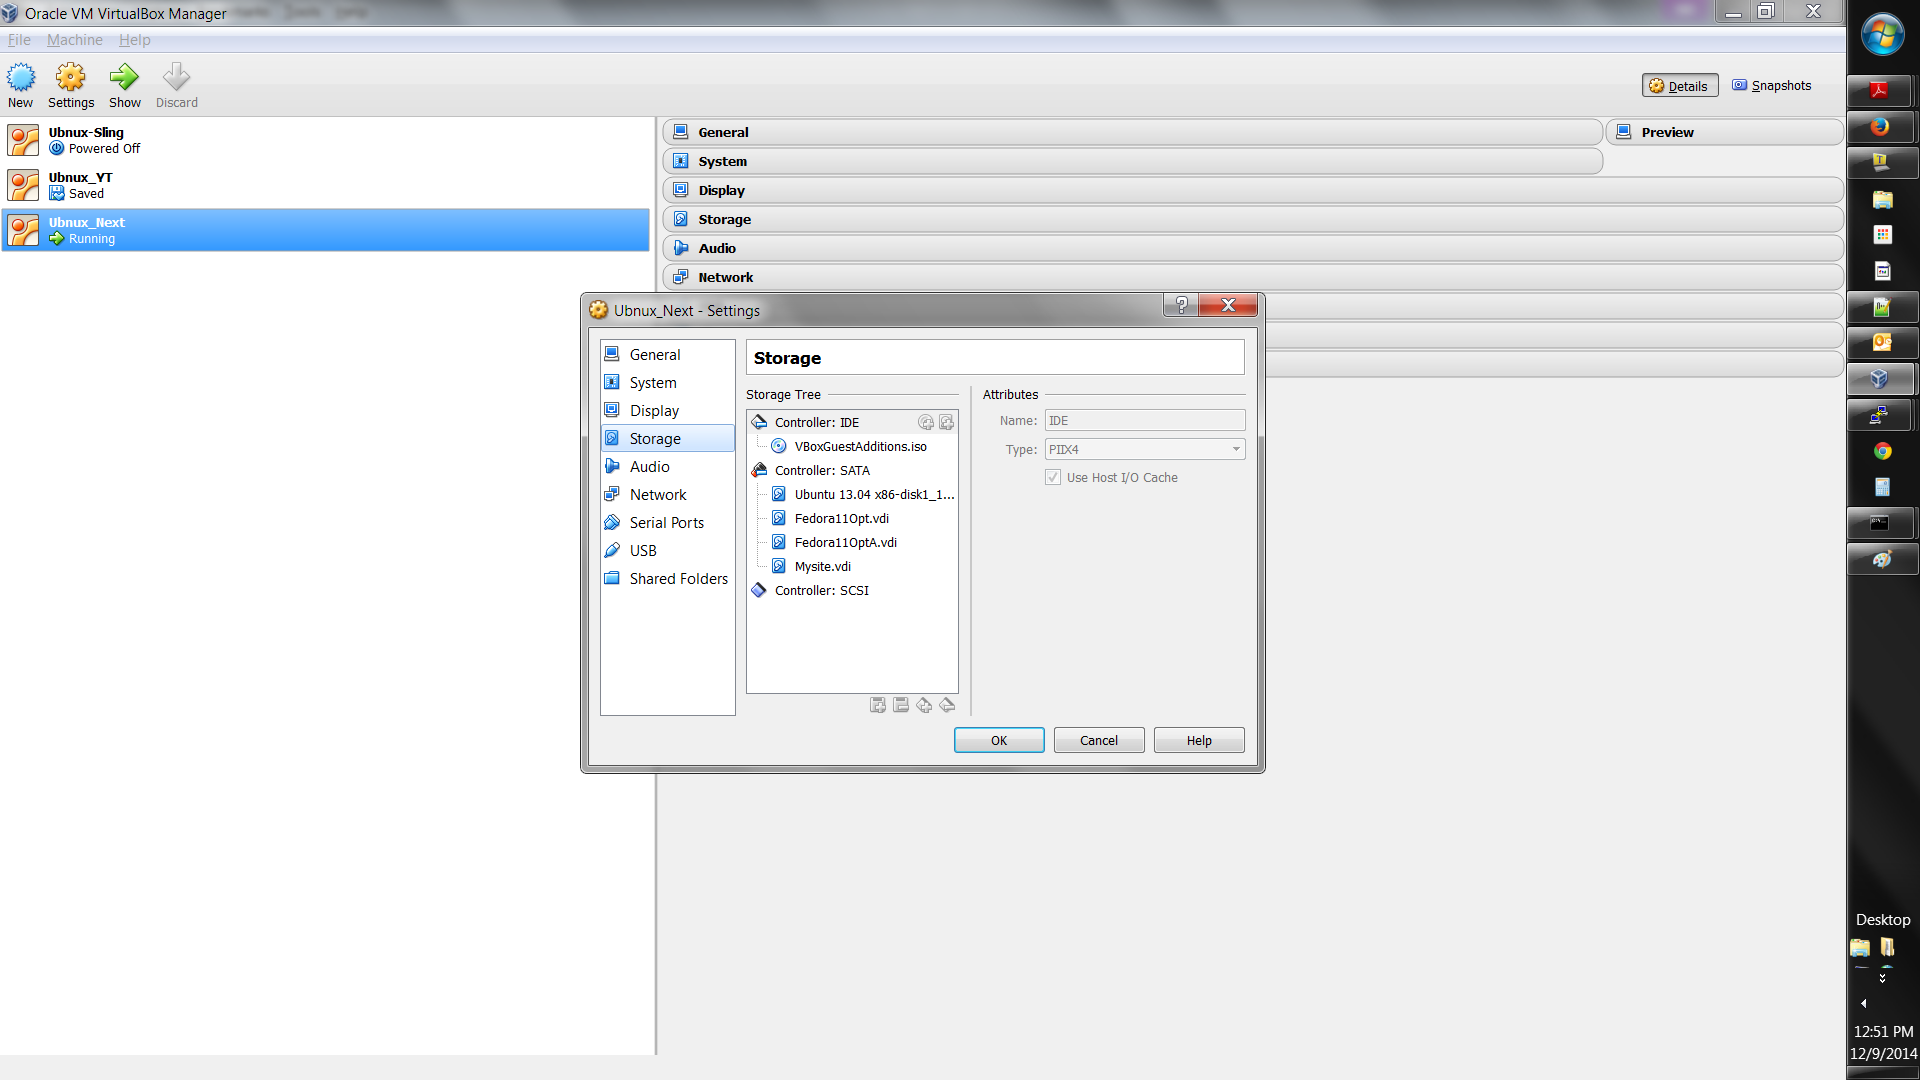 Oracle VM VirtualBox Manager
File Machine Help
New Settings Show Discard
Details Snapshots
Ubnux-Sling
Powered Off
Ubnux_YT
Saved
Ubnux_Next
Running
General
System
Display
Storage
Audio
Network
Preview
Ubnux_Next - Settings
?
General
System
Display
Storage
Audio
Network
Serial Ports
USB
Shared Folders
Storage
Storage Tree
Controller: IDE
VBoxGuestAdditions.iso
Controller: SATA
Ubuntu 13.04 x86-disk1_1...
Fedora11Opt.vdi
Fedora11OptA.vdi
Mysite.vdi
Controller: SCSI
Attributes
Name: IDE
Type: PIIX4
Use Host I/O Cache
OK Cancel Help
Desktop
12:51 PM
12/9/2014